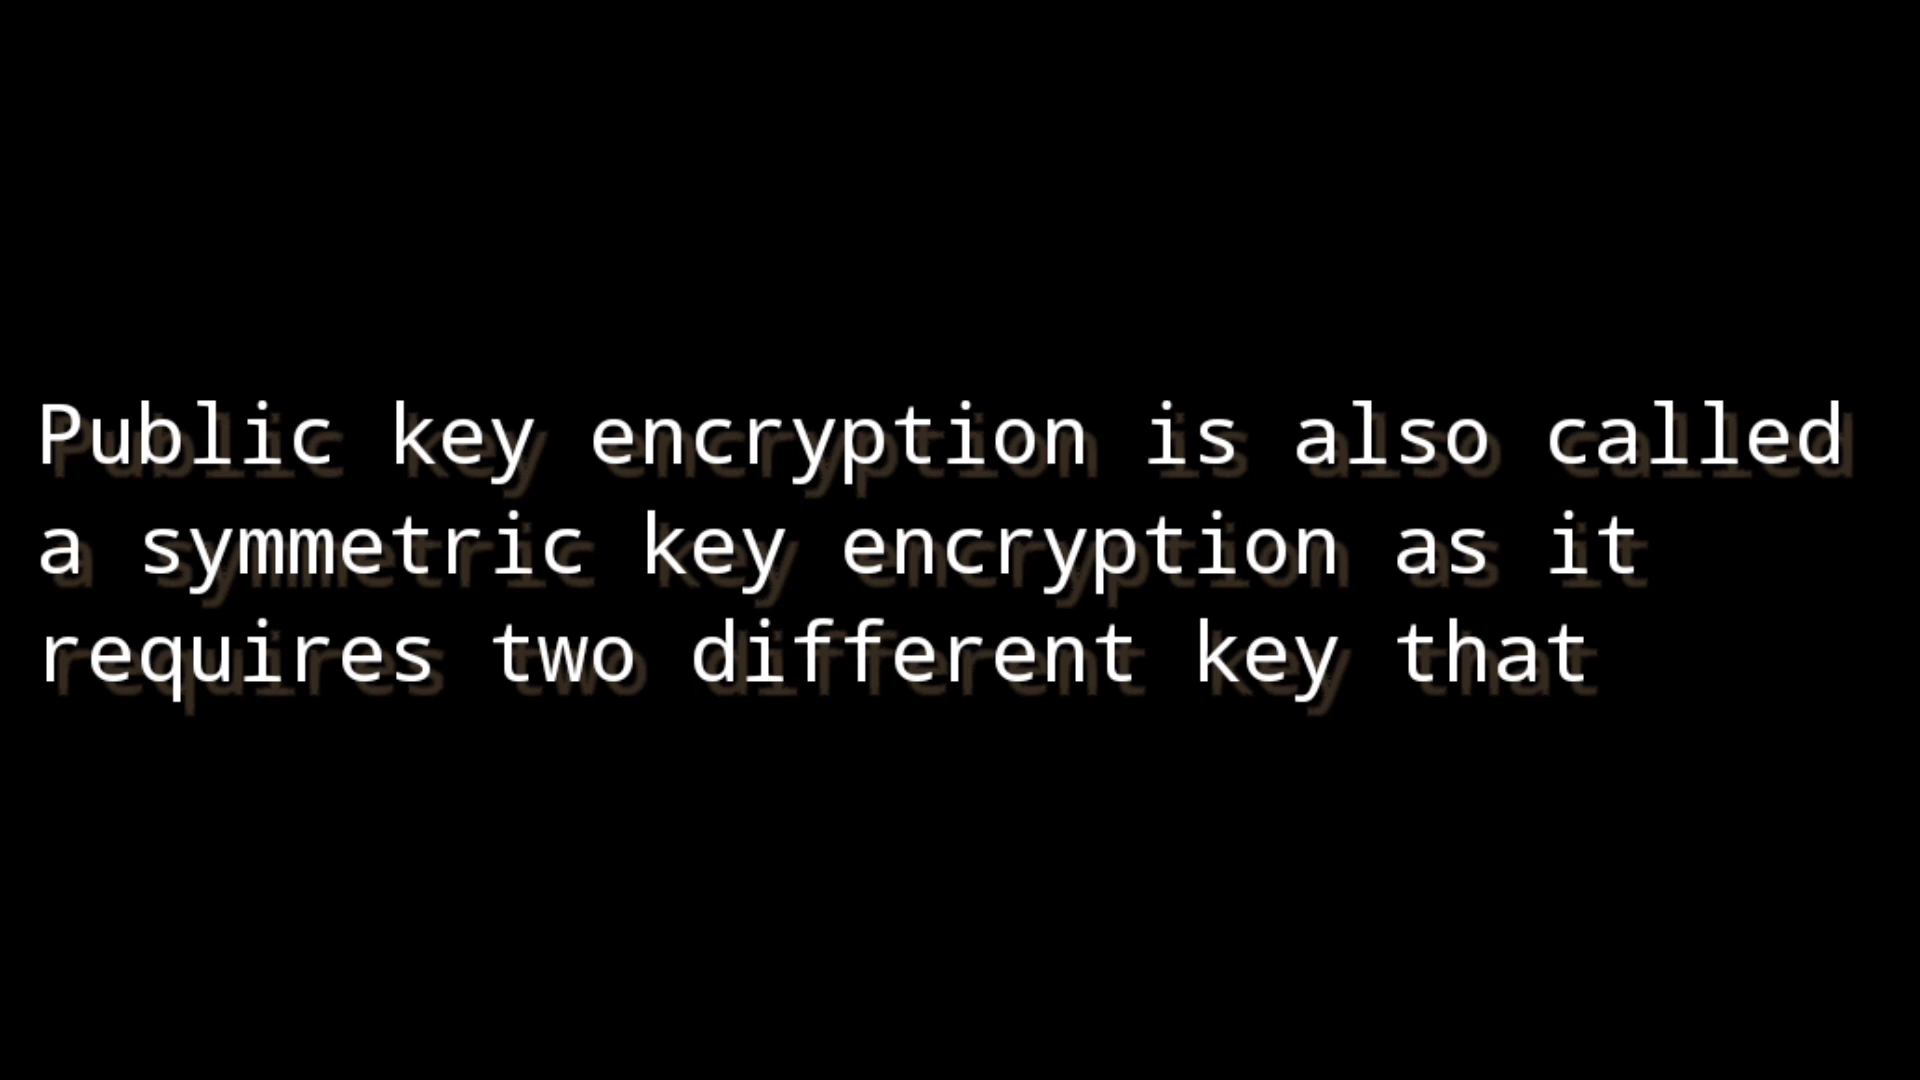 Public key encryption is also called
a symmetric key encryption as it
requires two different key that